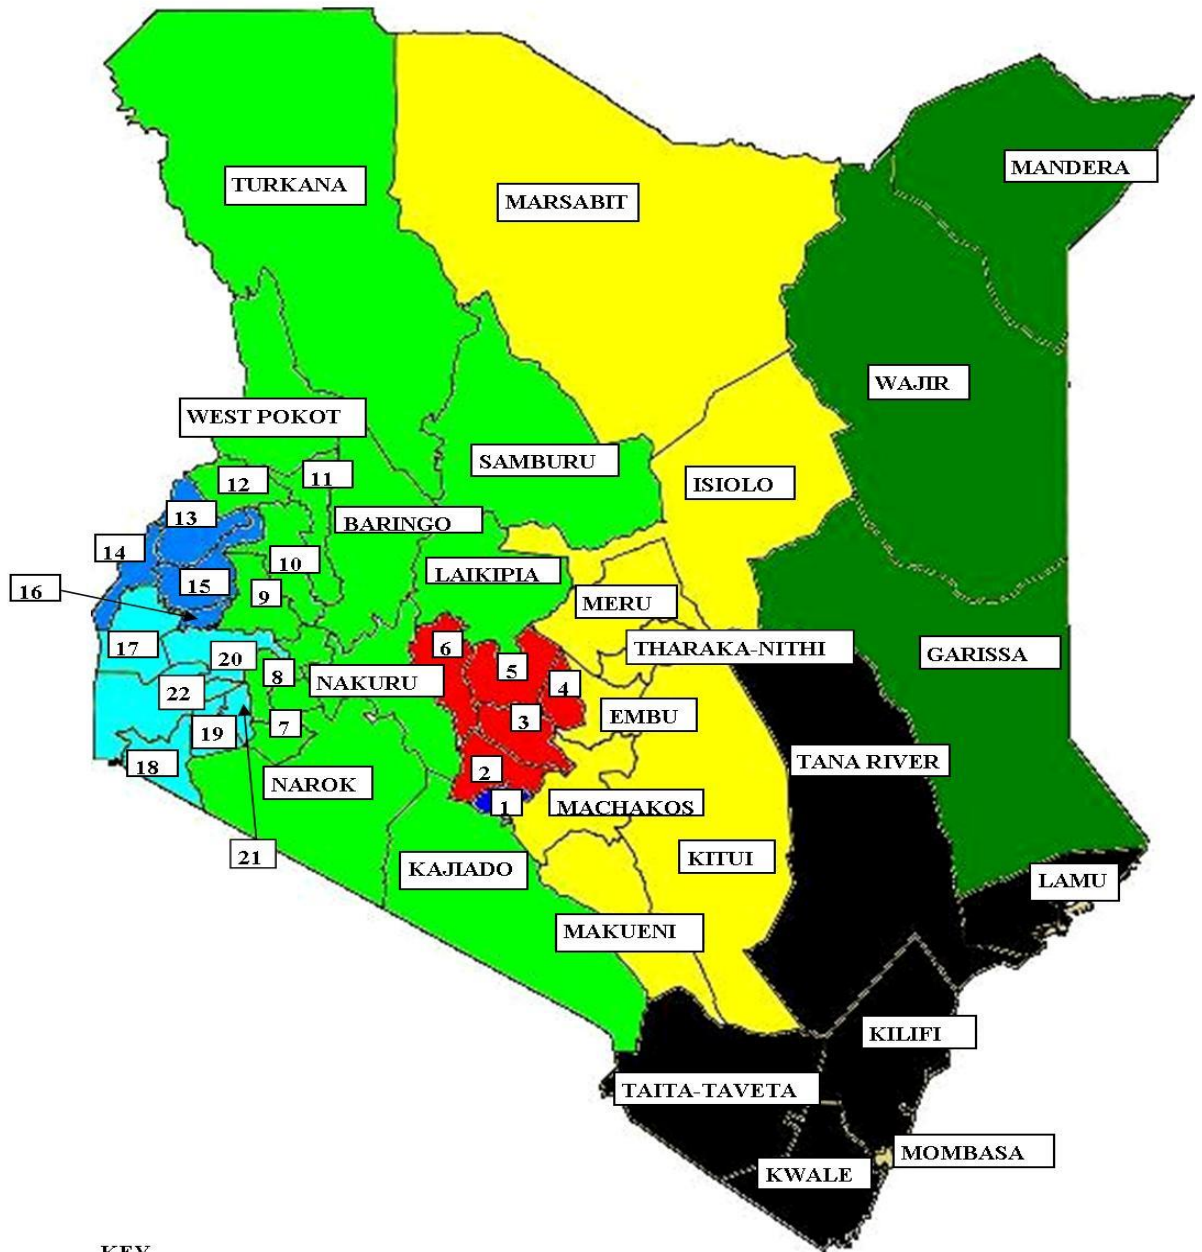 MANDERA
TURKANA
MARSABIT
WAJIR
WEST POKOT
SAMBURU
11
12
ISIOLO
13
BARINGO
14
10
LAIKIPIA
15
16
9
MERU
6
THARAKA-NITHI
17
20
5
GARISSA
8
NAKURU
4
22
EMBU
3
7
19
TANA RIVER
18
2
NAROK
1
MACHAKOS
21
KITUI
KAJIADO
LAMU
MAKUENI
KILIFI
TAITA-TAVETA
MOMBASA
KWALE
KEY